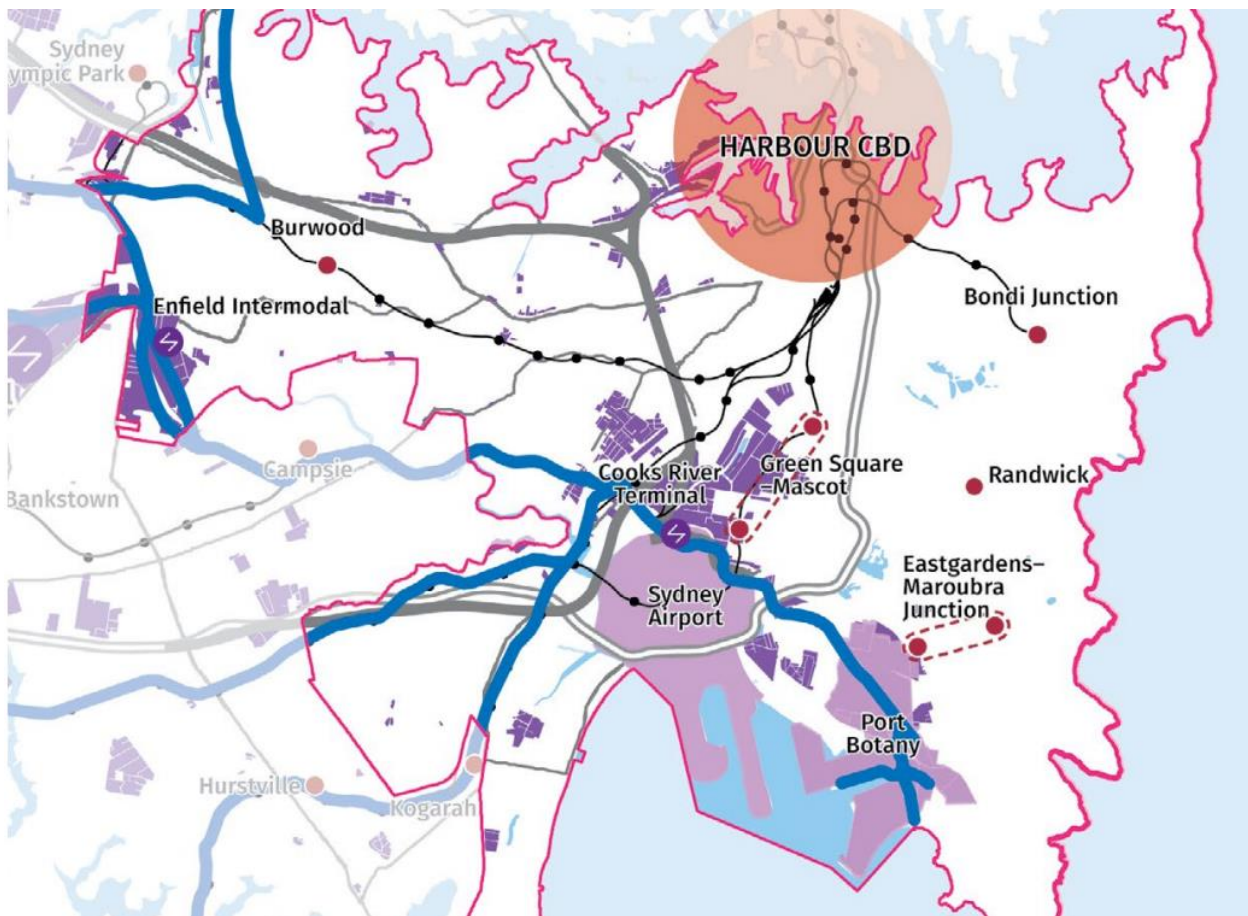 Sydney
lympic Park
HARBOUR CBD
Burwood
Bondi Junction
Enfield Intermodal
Campsie
Bankstown
Cooks River
Terminal
Green Square
–Mascot
Randwick
Eastgardens–
Maroubra
Junction
Sydney
Airport
Port
Botany
Hurstville
Kogarah